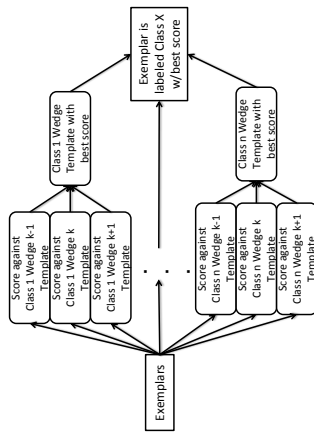 Exemplars
Score against
Class 1 Wedge k-1
Template
Score against
Class 1 Wedge k
Template
Score against
Class 1 Wedge k+1
Template
. . .
Score against
Class n Wedge k-1
Template
Score against
Class n Wedge k
Template
Score against
Class n Wedge k+1
Template
Class 1 Wedge
Template with
best score
Class n Wedge
Template with
best score
Exemplar is
labeled Class X
w/best score